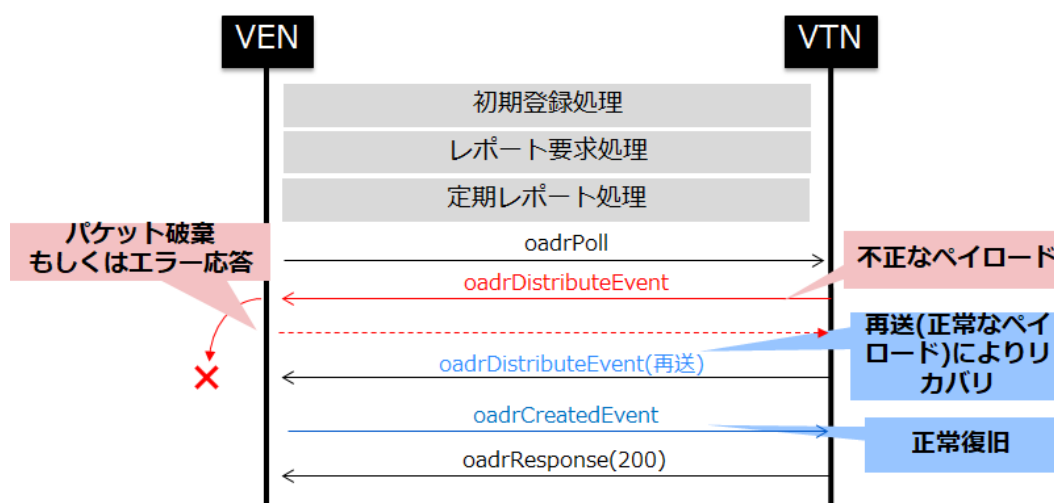 VEN
VTN
初期登録処理
レポート要求処理
定期レポート処理
パケット破棄
もしくはエラー応答
oadrPoll
不正なペイロード
oadrDistributeEvent
再送(正常なペイ
ロード)によりリ
カバリ
oadrDistributeEvent(再送)
oadrCreatedEvent
正常復旧
oadrResponse(200)